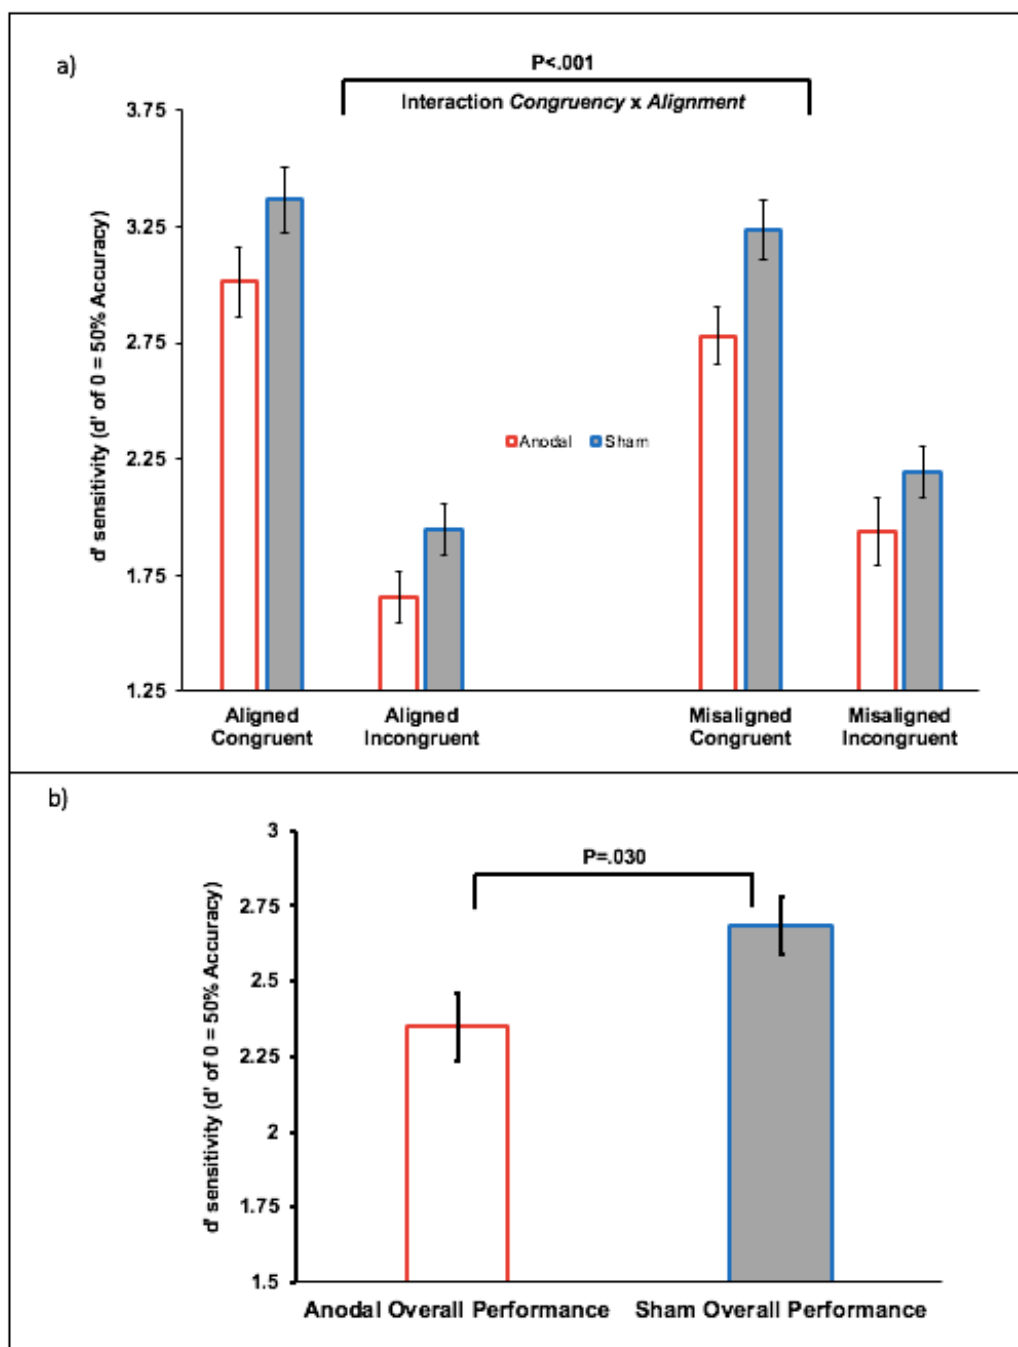 a)
P<.001
Interaction Congruency x Alignment
d' sensitivity (d' of 0 = 50% Accuracy)
3.75
3.25
2.75
2.25
1.75
1.25
Anodal Sham
Aligned Congruent
Aligned Incongruent
Misaligned Congruent
Misaligned Incongruent
b)
P=.030
d' sensitivity (d' of 0 = 50% Accuracy)
3
2.75
2.5
2.25
2
1.75
1.5
Anodal Overall Performance
Sham Overall Performance